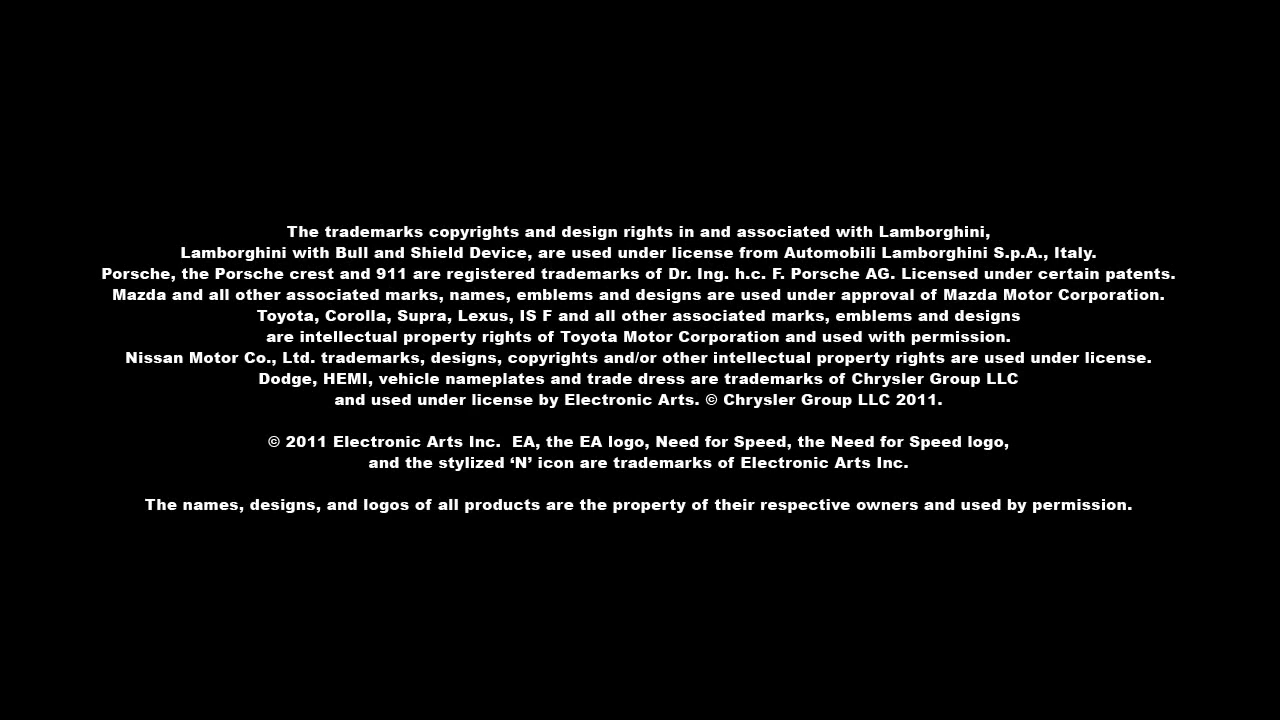 The trademarks copyrights and design rights in and associated with Lamborghini,
Lamborghini with Bull and Shield Device, are used under license from Automobili Lamborghini S.p.A., Italy.
Porsche, the Porsche crest and 911 are registered trademarks of Dr. Ing. h.c. F. Porsche AG. Licensed under certain patents.
Mazda and all other associated marks, names, emblems and designs are used under approval of Mazda Motor Corporation.
Toyota, Corolla, Supra, Lexus, IS F and all other associated marks, emblems and designs
are intellectual property rights of Toyota Motor Corporation and used with permission.
Nissan Motor Co., Ltd. trademarks, designs, copyrights and/or other intellectual property rights are used under license.
Dodge, HEMI, vehicle nameplates and trade dress are trademarks of Chrysler Group LLC
and used under license by Electronic Arts. © Chrysler Group LLC 2011.
© 2011 Electronic Arts Inc.  EA, the EA logo, Need for Speed, the Need for Speed logo,
and the stylized ‘N’ icon are trademarks of Electronic Arts Inc.
The names, designs, and logos of all products are the property of their respective owners and used by permission.